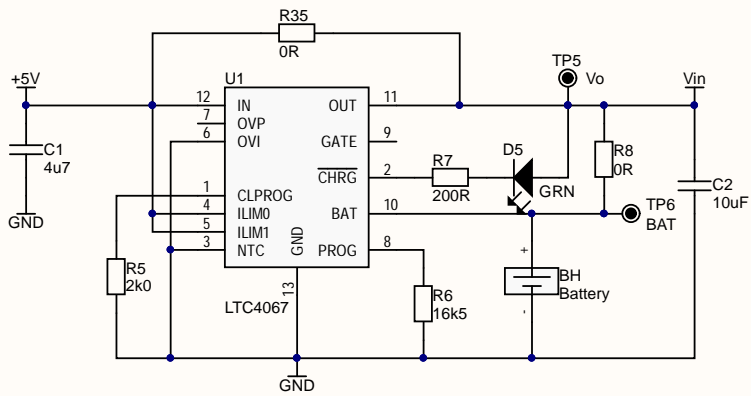 R35
0R
+5V
U1
TP5
Vo
Vin
12 IN OUT 11
7 OVP
6 OVI GATE 9
C1
4u7
D5
R8
0R
CHRG 2
R7
200R
GRN
C2
10uF
1 CLPROG
4 ILIM0 BAT 10
TP6
BAT
GND
5 ILIM1
3 NTC GND PROG 8
R5
2k0
13
LTC4067
R6
16k5
+
BH
Battery
-
GND